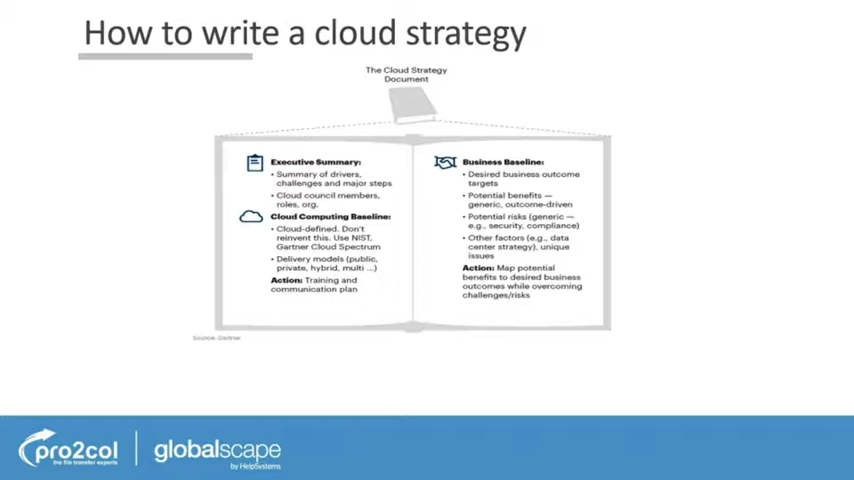 How to write a cloud strategy
The Cloud Strategy
Document
Executive Summary:
• Summary of drivers,
challenges and major steps
• Cloud council members,
roles, org.
Cloud Computing Baseline:
• Cloud-defined. Don't
reinvent this. Use NIST,
Gartner Cloud Spectrum
• Delivery models (public,
private, hybrid, multi ...)
Action: Training and
communication plan
Business Baseline:
• Desired business outcome
targets
• Potential benefits —
generic, outcome-driven
• Potential risks (generic —
e.g., security, compliance)
• Other factors (e.g., data
center strategy), unique
issues
Action: Map potential
benefits to desired business
outcomes while overcoming
challenges/risks
Source: Gartner
pro2col
the file transfer experts
globalscape
by HelpSystems